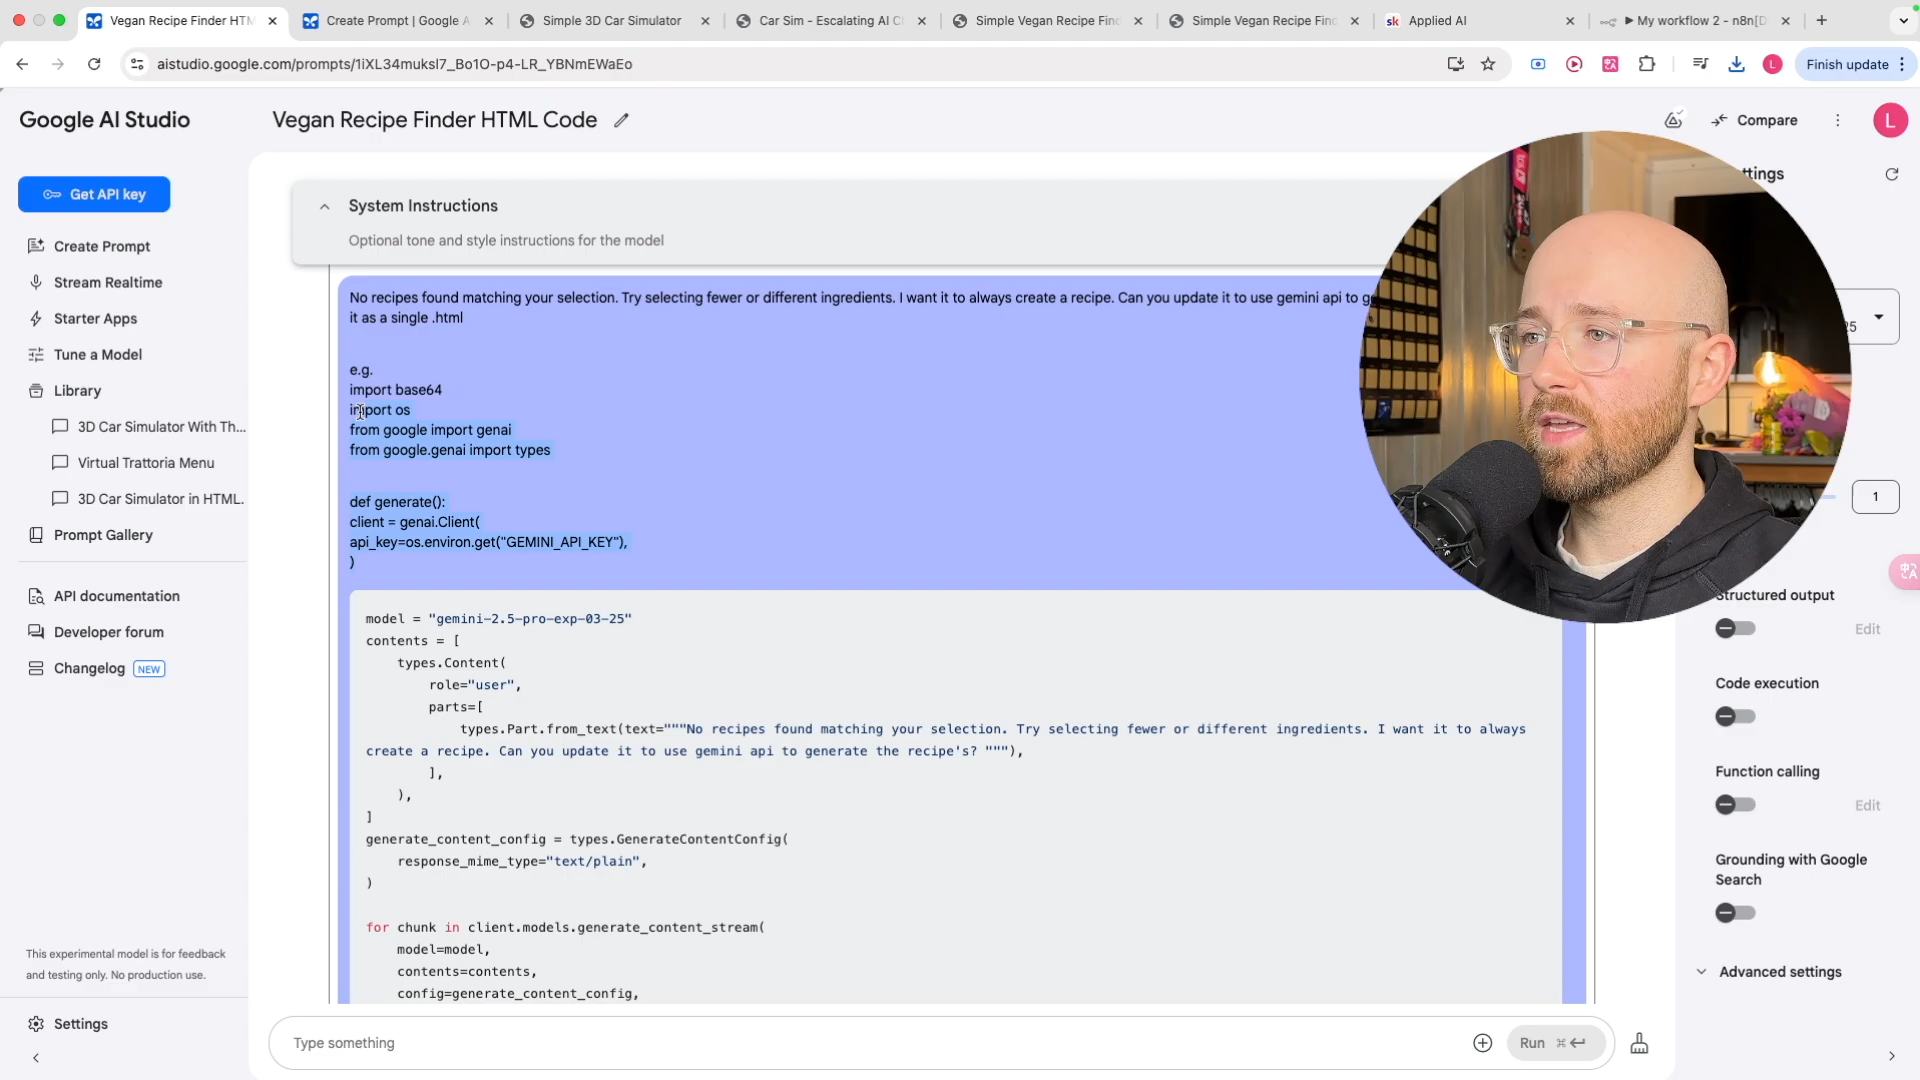 Vegan Recipe Finder HTM
Create Prompt | Google A
Simple 3D Car Simulator
Car Sim - Escalating AI C
Simple Vegan Recipe Find
Simple Vegan Recipe Find
sk Applied AI
My workflow 2 - n8n[D
aistudio.google.com/prompts/1iXL34muksl7_Bo1O-p4-LR_YBNmEWaEo
L
Finish update
Google AI Studio
Vegan Recipe Finder HTML Code
Compare
L
Get API key
Create Prompt
Stream Realtime
Starter Apps
Tune a Model
Library
3D Car Simulator With Th...
Virtual Trattoria Menu
3D Car Simulator in HTML.
Prompt Gallery
API documentation
Developer forum
Changelog NEW
This experimental model is for feedback
and testing only. No production use.
Settings
System Instructions
Optional tone and style instructions for the model
No recipes found matching your selection. Try selecting fewer or different ingredients. I want it to always create a recipe. Can you update it to use gemini api to g
it as a single .html
e.g.
import base64
import os
from google import genai
from google.genai import types
def generate():
client = genai.Client(
api_key=os.environ.get("GEMINI_API_KEY"),
)
model = "gemini-2.5-pro-exp-03-25"
contents = [
types.Content(
role="user",
parts=[
types.Part.from_text(text="""No recipes found matching your selection. Try selecting fewer or different ingredients. I want it to always
create a recipe. Can you update it to use gemini api to generate the recipe's? """),
],
),
]
generate_content_config = types.GenerateContentConfig(
response_mime_type="text/plain",
)
for chunk in client.models.generate_content_stream(
model=model,
contents=contents,
config=generate_content_config,
Type something
Run ⌘ ↵
ttings
25
1
Structured output
Edit
Code execution
Function calling
Edit
Grounding with Google
Search
Advanced settings